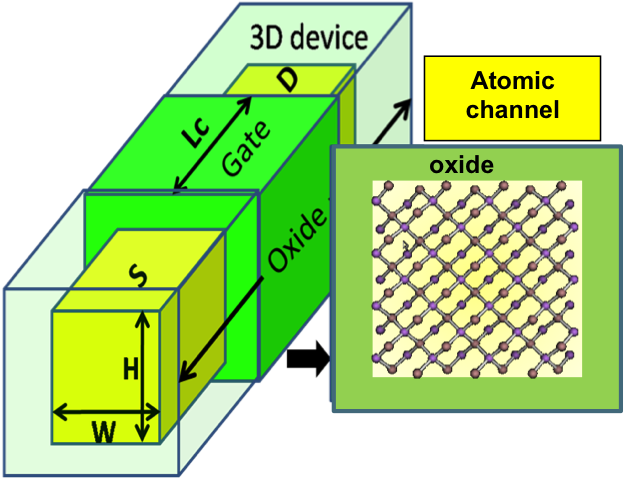 3D device
D
Lc
Gate
Oxide
S
H
W
Atomic
channel
oxide